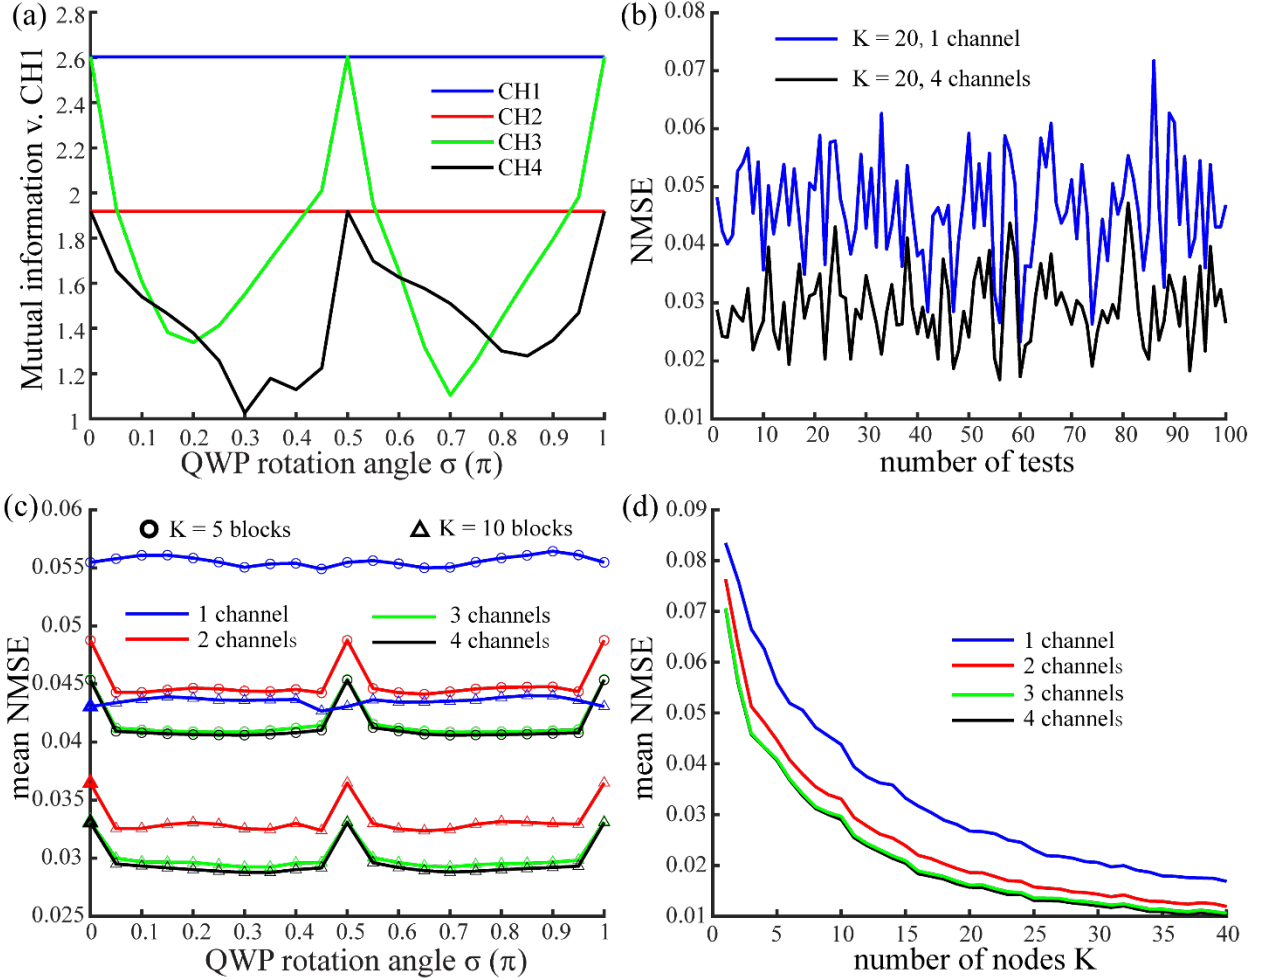 (a)
Mutual information v. CH1
2.8
2.6
2.4
2.2
2
1.8
1.6
1.4
1.2
1
CH1
CH2
CH3
CH4
0 0.1 0.2 0.3 0.4 0.5 0.6 0.7 0.8 0.9 1
QWP rotation angle σ (π)
(b)
NMSE
0.08
0.07
0.06
0.05
0.04
0.03
0.02
0.01
K = 20, 1 channel
K = 20, 4 channels
0 10 20 30 40 50 60 70 80 90 100
number of tests
(c)
mean NMSE
0.06
0.055
0.05
0.045
0.04
0.035
0.03
0.025
K = 5 blocks
K = 10 blocks
1 channel
2 channels
3 channels
4 channels
0 0.1 0.2 0.3 0.4 0.5 0.6 0.7 0.8 0.9 1
QWP rotation angle σ (π)
(d)
mean NMSE
0.09
0.08
0.07
0.06
0.05
0.04
0.03
0.02
0.01
1 channel
2 channels
3 channels
4 channels
0 5 10 15 20 25 30 35 40
number of nodes K